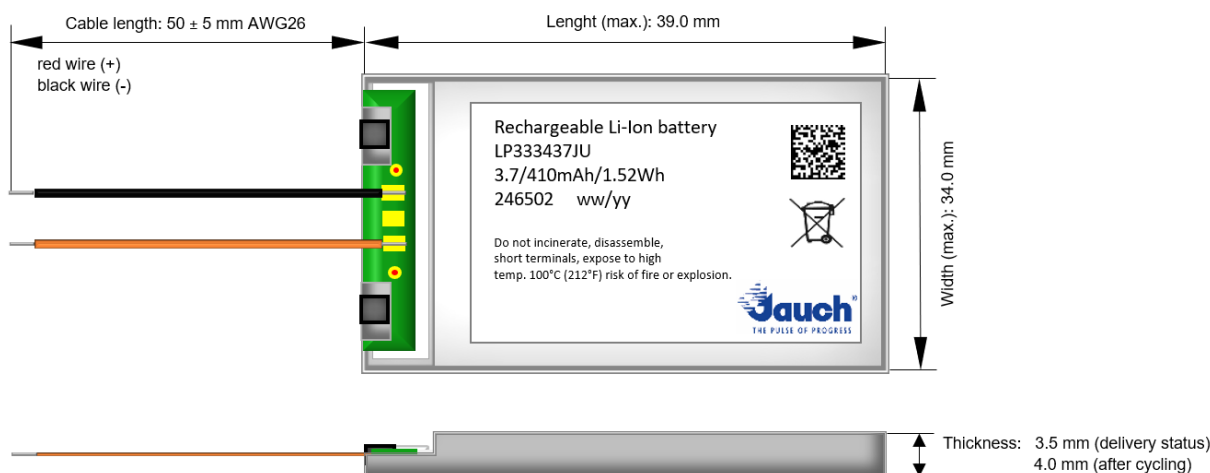 Cable length: 50 ± 5 mm AWG26
Lenght (max.): 39.0 mm
red wire (+)
black wire (-)
Rechargeable Li-Ion battery
LP333437JU
3.7/410mAh/1.52Wh
246502 ww/yy
Do not incinerate, disassemble,
short terminals, expose to high
temp. 100°C (212°F) risk of fire or explosion.
Jauch®
THE PULSE OF PROGRESS
Width (max.): 34.0 mm
Thickness: 3.5 mm (delivery status)
4.0 mm (after cycling)